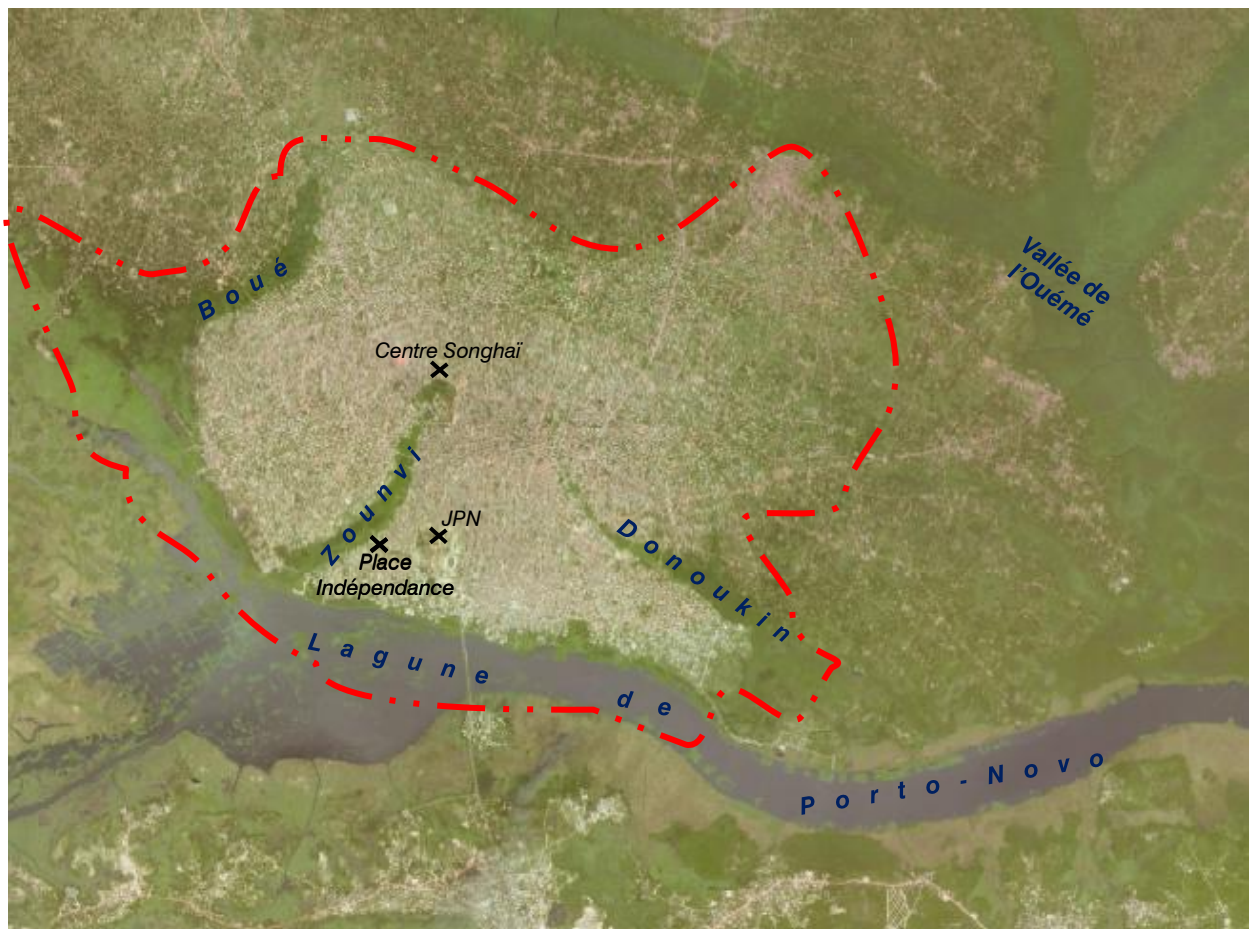 Vallée de
l'Ouémé
Boué
Centre Songhaï
Zounvi
JPN
Place
Indépendance
Donoukin
Lagune de Porto-Novo